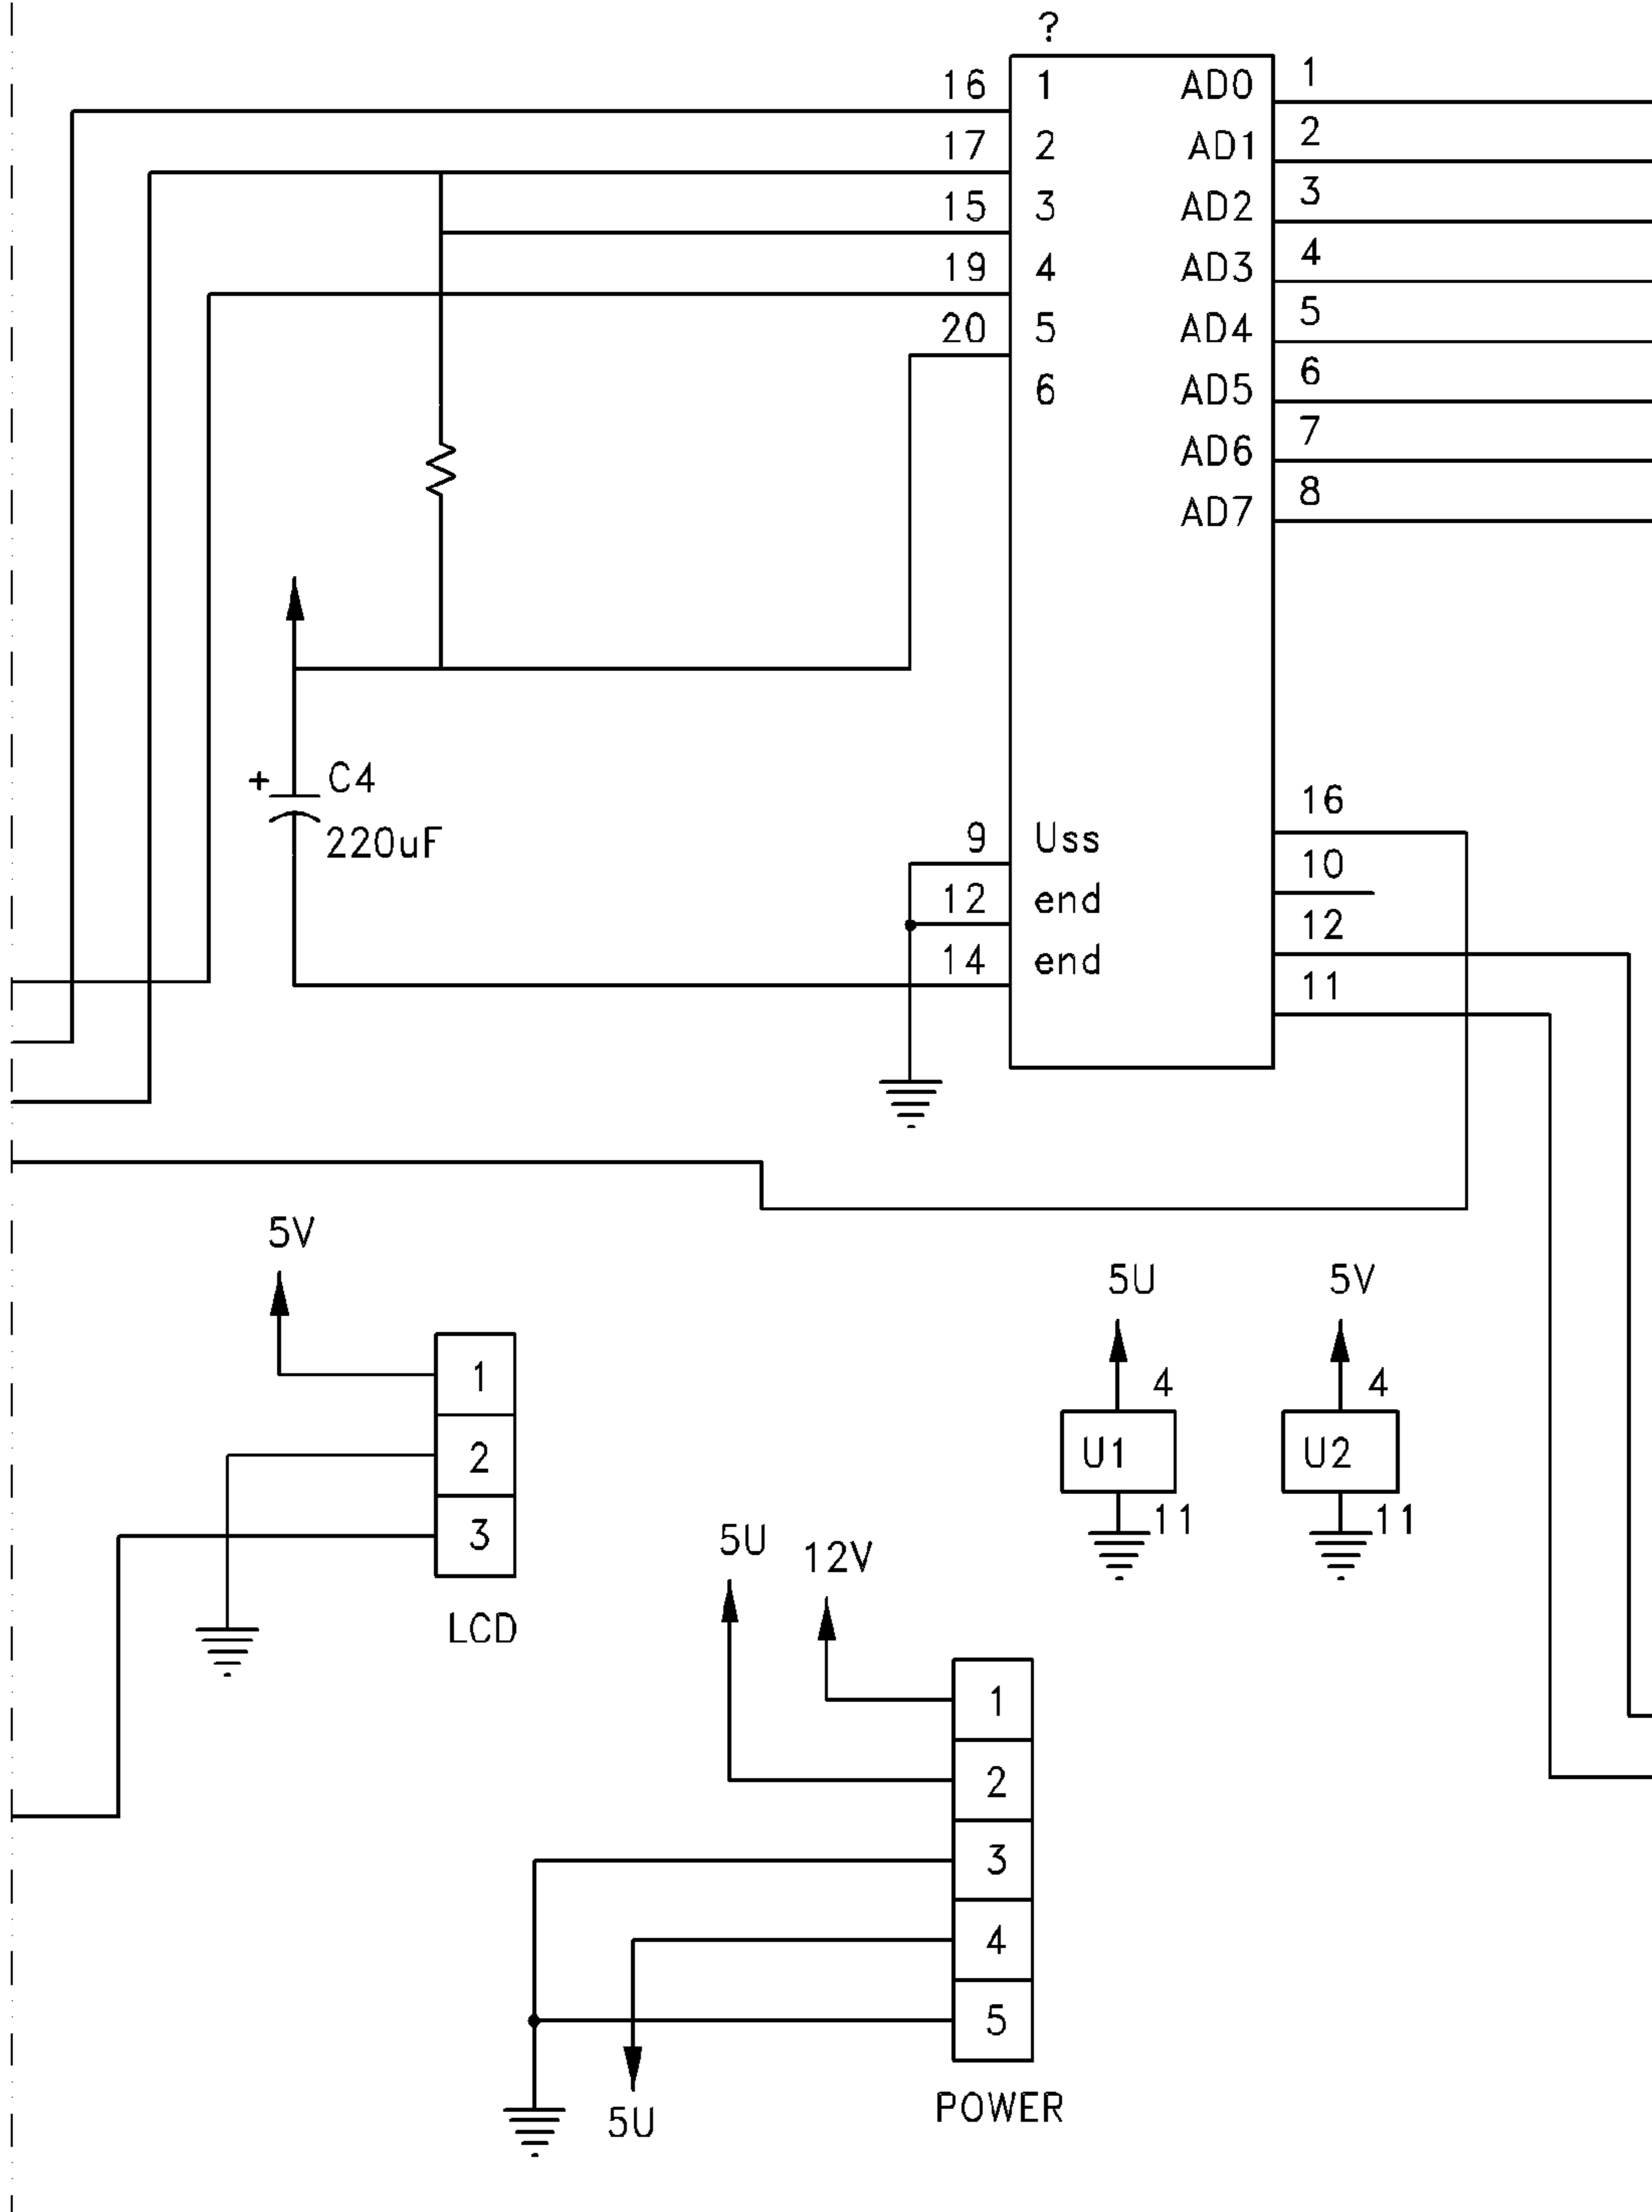 ?
16 1 AD0 1
17 2 AD1 2
15 3 AD2 3
19 4 AD3 4
20 5 AD4 5
6 AD5 6
AD6 7
AD7 8
+ C4
220uF
16
9 Uss
10
12 end
12
14 end
11
5V
5U 5V
1
4 4
2
U1 U2
3
11 11
5U 12V
LCD
1
2
3
4
5
POWER
5U